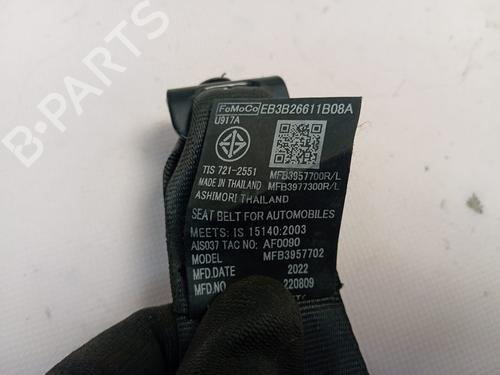 B-PARTS
FoMoCo EB3B26611B08A
U917A
TIS 721-2551
MADE IN THAILAND
MFB3957700R/L
MFB3977300R/L
ASHIMORI THAILAND
SEAT BELT FOR AUTOMOBILES
MEETS: IS 15140:2003
AIS037 TAC NO: AF0090
MODEL MFB3957702
MFD.DATE 2022
MFD.NO 220809